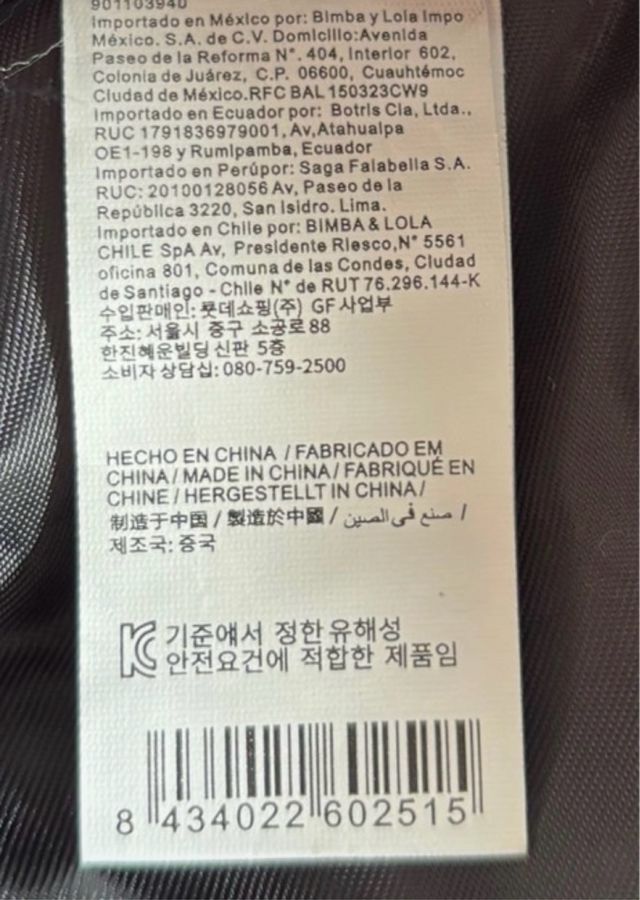 901103940
Importado en México por: Bimba y Lola Impo
México. S.A. de C.V. Domicilio:Avenida
Paseo de la Reforma N°. 404, Interior 602,
Colonia de Juárez, C.P. 06600, Cuauhtémoc
Ciudad de México.RFC BAL 150323CW9
Importado en Ecuador por: Botris Cia, Ltda.,
RUC 1791836979001, Av,Atahualpa
OE1-198 y Rumipamba, Ecuador
Importado en Perúpor: Saga Falabella S.A.
RUC: 20100128056 Av, Paseo de la
República 3220, San Isidro. Lima.
Importado en Chile por: BIMBA & LOLA
CHILE SpA Av, Presidente Riesco,N° 5561
oficina 801, Comuna de las Condes, Ciudad
de Santiago - Chile N° de RUT 76.296.144-K
수입판매인: 롯데쇼핑(주) GF 사업부
주소: 서울시 중구 소공로 88
한진혜운빌딩 신판 5층
소비자 상담십: 080-759-2500
HECHO EN CHINA / FABRICADO EM
CHINA / MADE IN CHINA / FABRIQUÉ EN
CHINE / HERGESTELLT IN CHINA /
制造于中国 / 製造於中國 / صنع في الصين /
제조국: 중국
KC 기준얘서 정한 유해성
안전요건에 적합한 제품임
8 434022 602515